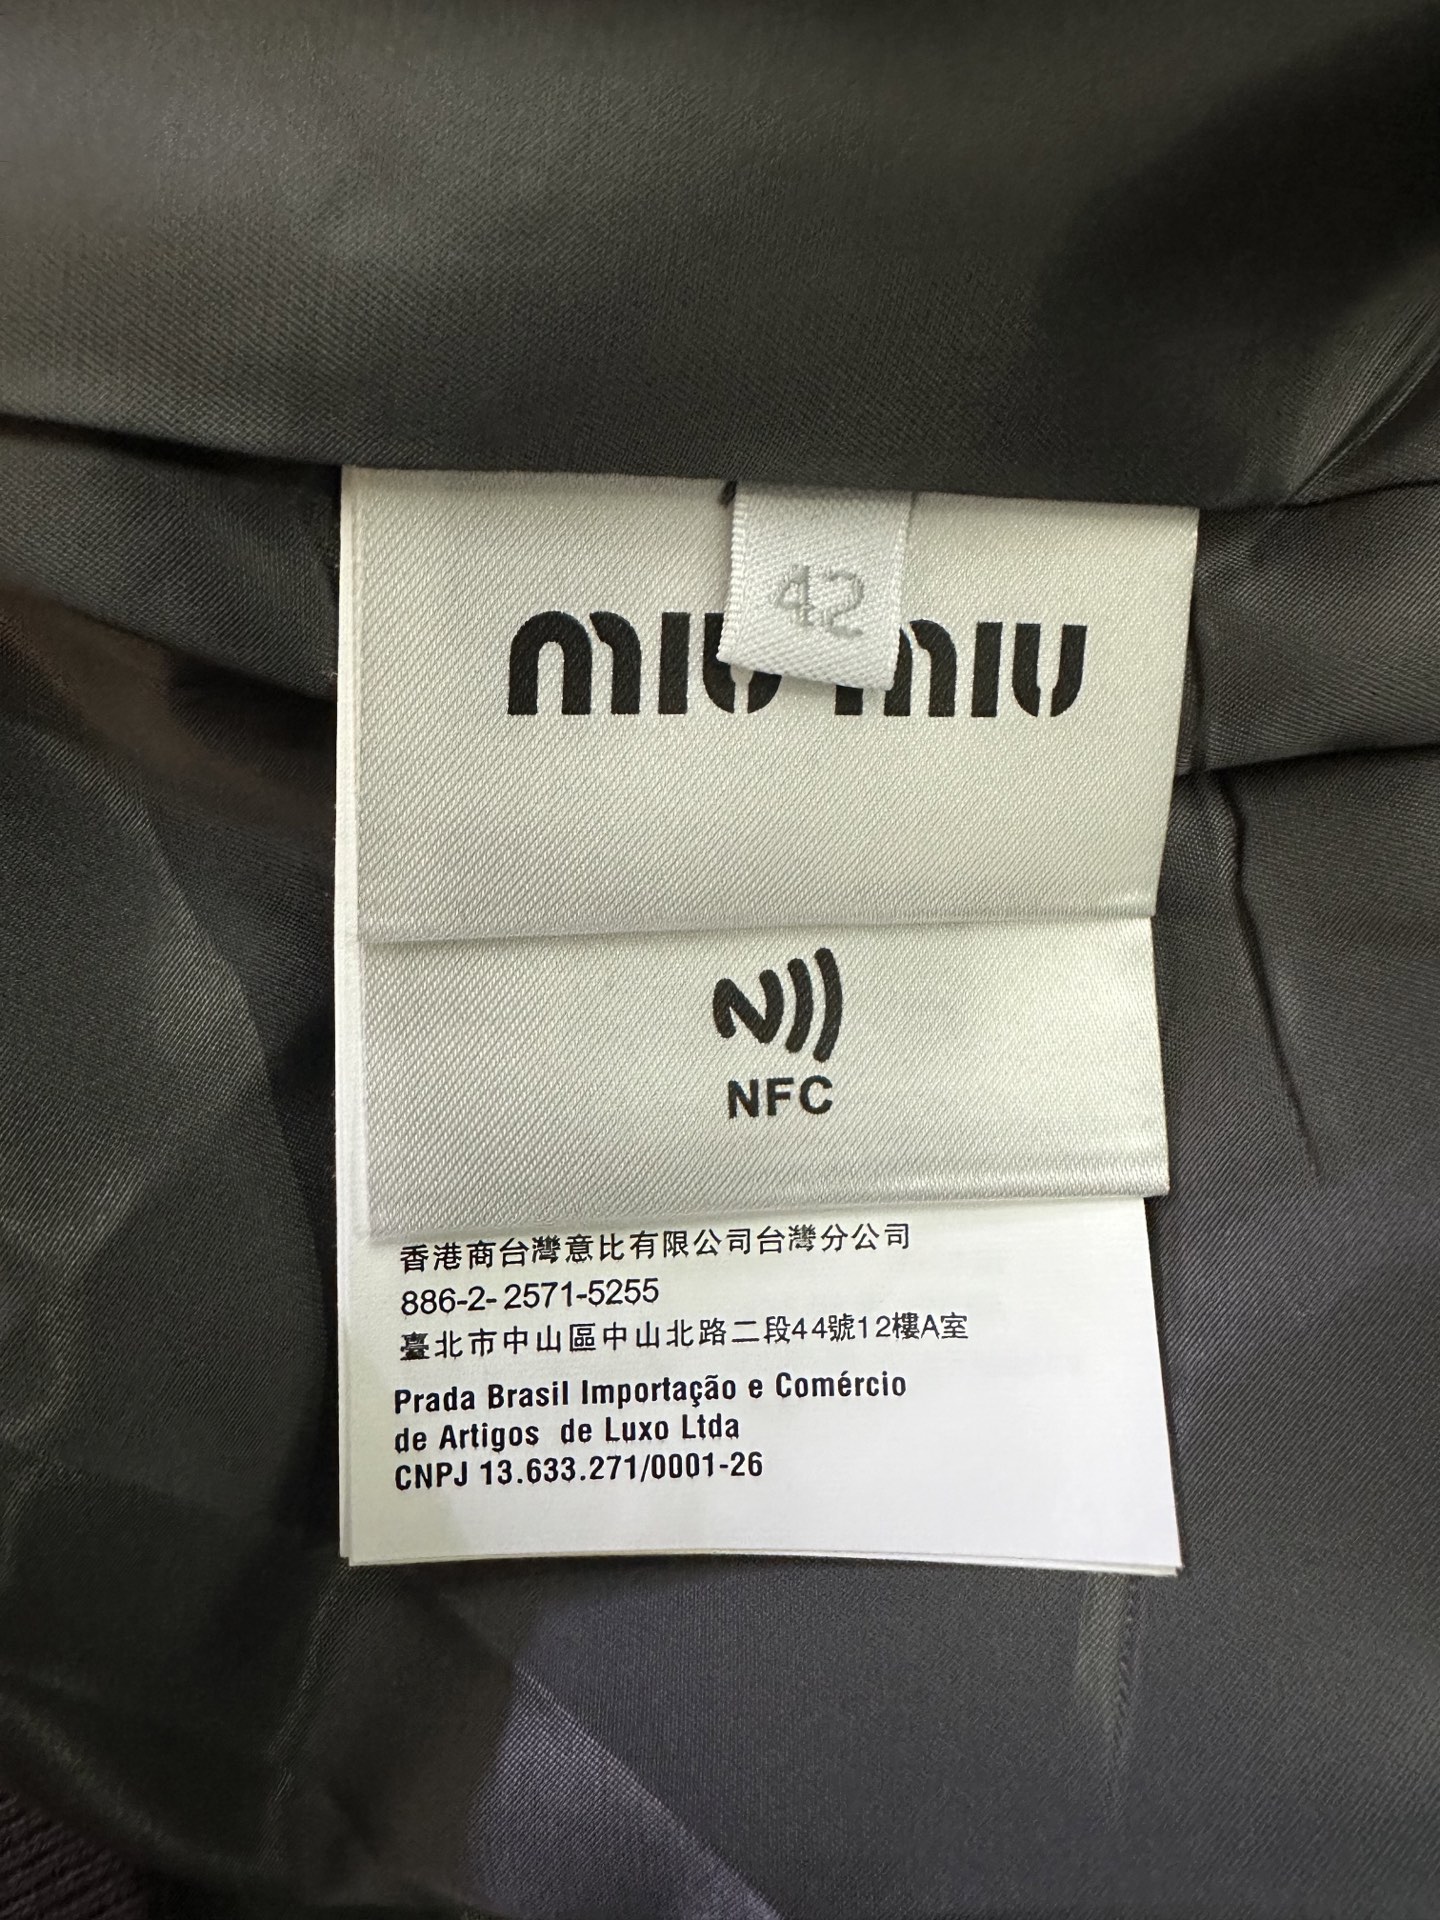 42
miu miu
NFC
香港商台灣意比有限公司台灣分公司
886-2- 2571-5255
臺北市中山區中山北路二段44號12樓A室
Prada Brasil Importação e Comércio
de Artigos de Luxo Ltda
CNPJ 13.633.271/0001-26